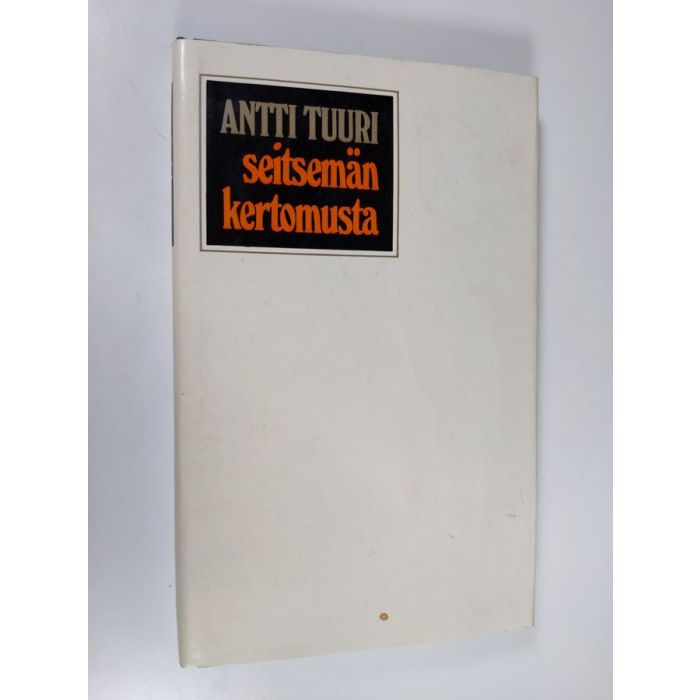 ANTTI TUURI
seitsemän
kertomusta